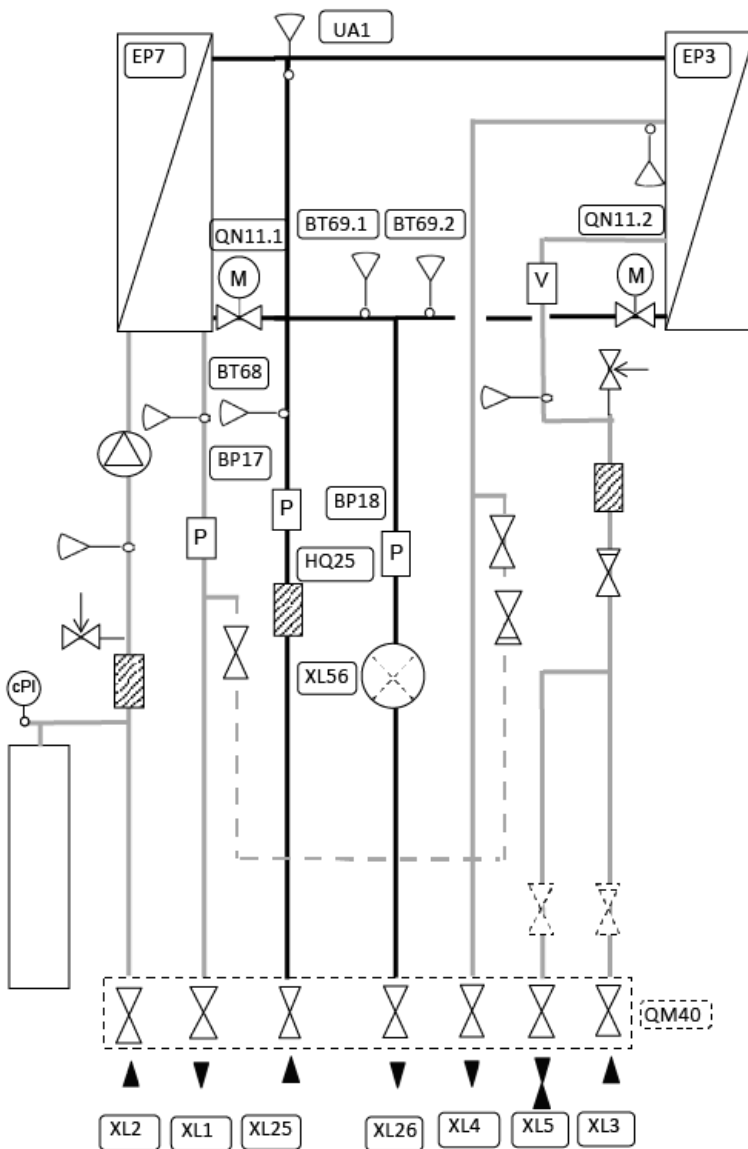 UA1
EP7
EP3
QN11.1
BT69.1
BT69.2
QN11.2
M
V
M
BT68
BP17
P
P
BP18
P
HQ25
XL56
cPI
QM40
XL2
XL1
XL25
XL26
XL4
XL5
XL3